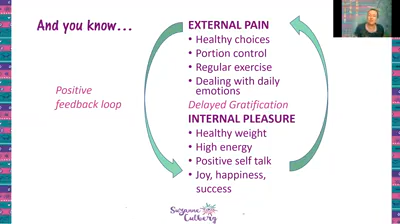 And you know...
Positive
feedback loop
EXTERNAL PAIN
• Healthy choices
• Portion control
• Regular exercise
• Dealing with daily
emotions
Delayed Gratification
INTERNAL PLEASURE
• Healthy weight
• High energy
• Positive self talk
• Joy, happiness,
success
Suzanne
Culberg